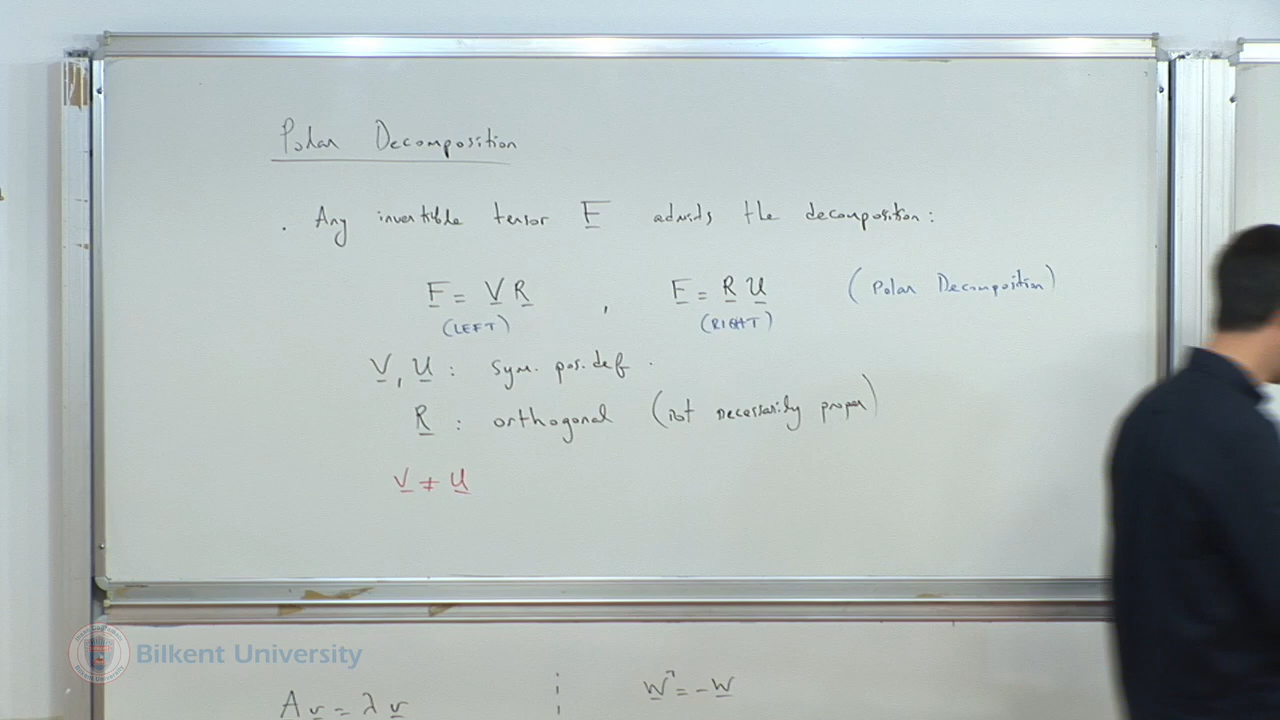 Polar Decomposition
. Any invertible tensor F admits the decomposition:
F = V R , F = R U (Polar Decomposition)
(LEFT) (RIGHT)
V, U : sym. pos. def.
R : orthogonal (not necessarily proper)
V ≠ U
Bilkent University
Wᵀ = -W
A v = λ v